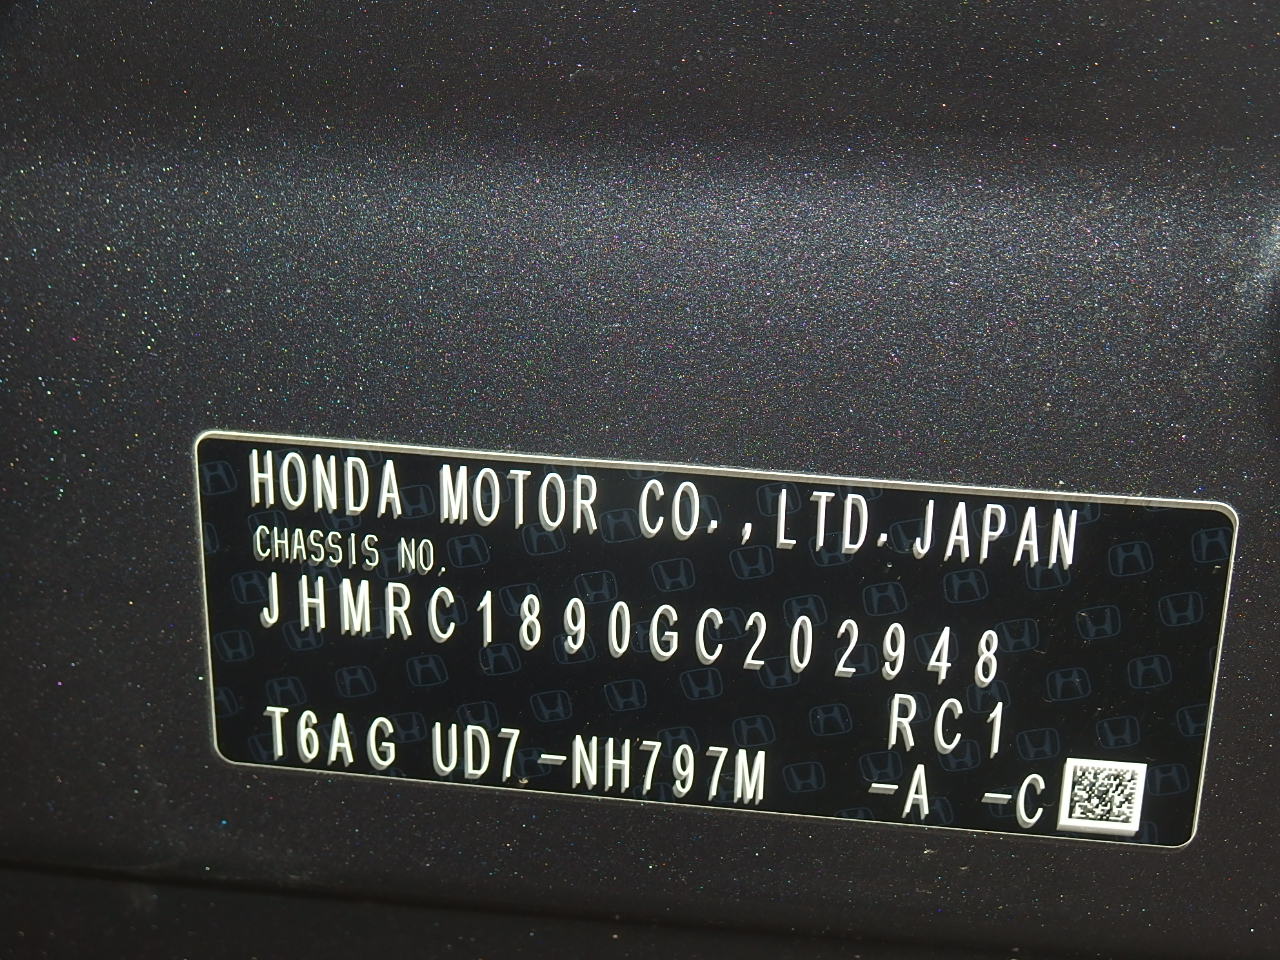 HONDA MOTOR CO.,LTD.JAPAN
CHASSIS NO.
JHMRC1890GC202948
RC1
T6AG UD7-NH797M -A -C